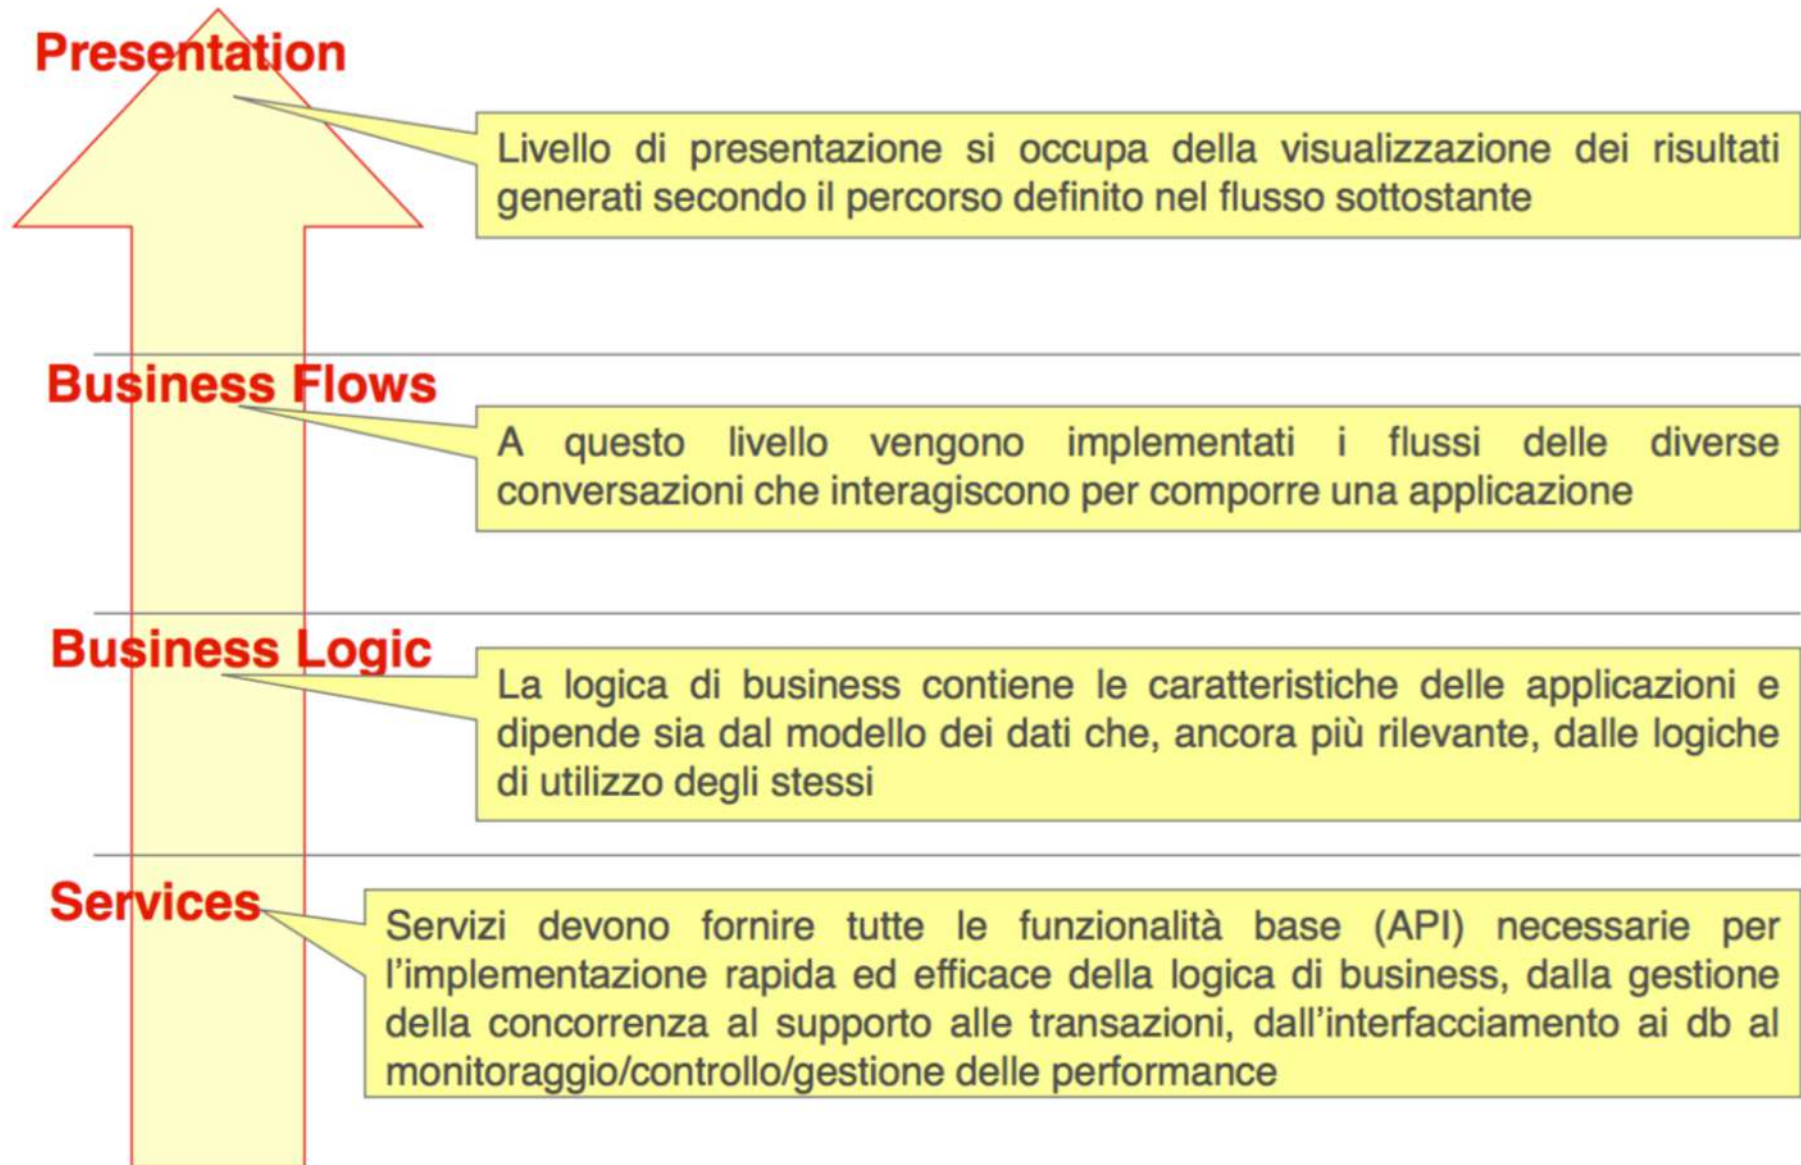 Presentation
Livello di presentazione si occupa della visualizzazione dei risultati
generati secondo il percorso definito nel flusso sottostante
Business Flows
A questo livello vengono implementati i flussi delle diverse
conversazioni che interagiscono per comporre una applicazione
Business Logic
La logica di business contiene le caratteristiche delle applicazioni e
dipende sia dal modello dei dati che, ancora più rilevante, dalle logiche
di utilizzo degli stessi
Services
Servizi devono fornire tutte le funzionalità base (API) necessarie per
l'implementazione rapida ed efficace della logica di business, dalla gestione
della concorrenza al supporto alle transazioni, dall'interfacciamento ai db al
monitoraggio/controllo/gestione delle performance